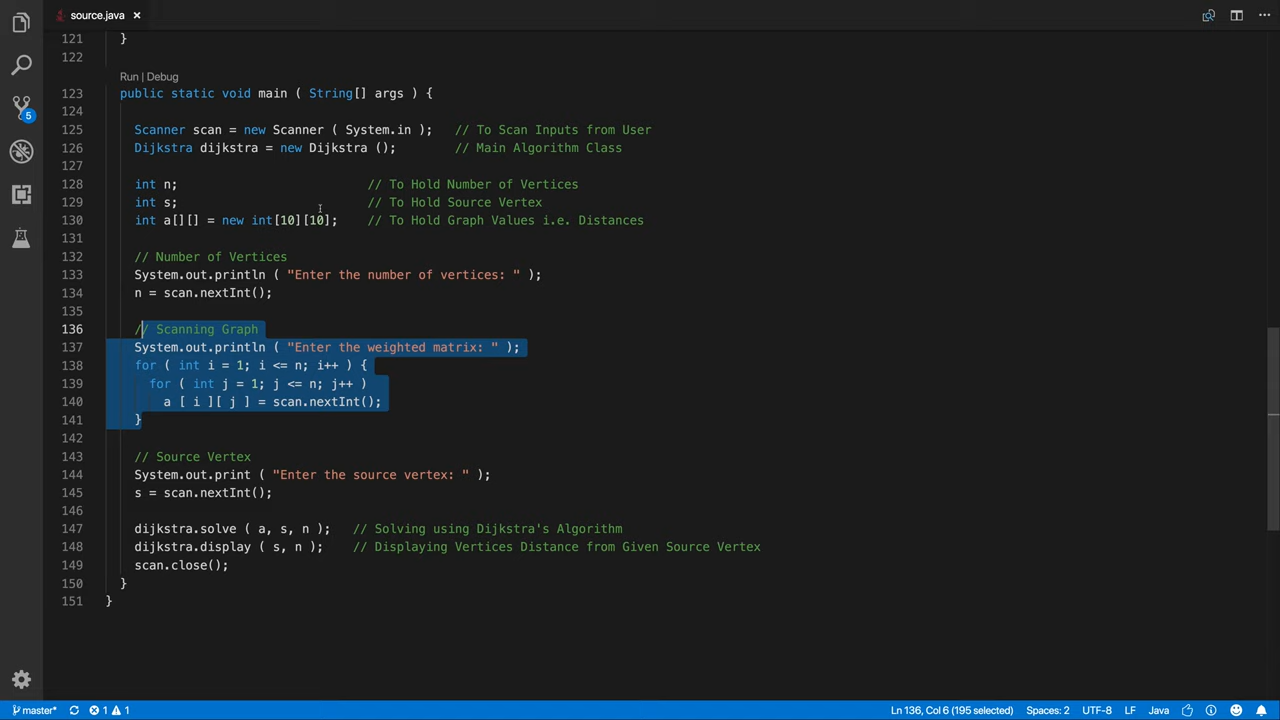 source.java ×
5
121 }
122
Run | Debug
123 public static void main ( String[] args ) {
124
125 Scanner scan = new Scanner ( System.in ); // To Scan Inputs from User
126 Dijkstra dijkstra = new Dijkstra (); // Main Algorithm Class
127
128 int n; // To Hold Number of Vertices
129 int s; // To Hold Source Vertex
130 int a[][] = new int[10][10]; // To Hold Graph Values i.e. Distances
131
132 // Number of Vertices
133 System.out.println ( "Enter the number of vertices: " );
134 n = scan.nextInt();
135
136 // Scanning Graph
137 System.out.println ( "Enter the weighted matrix: " );
138 for ( int i = 1; i <= n; i++ ) {
139 for ( int j = 1; j <= n; j++ )
140 a [ i ][ j ] = scan.nextInt();
141 }
142
143 // Source Vertex
144 System.out.print ( "Enter the source vertex: " );
145 s = scan.nextInt();
146
147 dijkstra.solve ( a, s, n ); // Solving using Dijkstra's Algorithm
148 dijkstra.display ( s, n ); // Displaying Vertices Distance from Given Source Vertex
149 scan.close();
150 }
151 }
master* 1 1 Ln 136, Col 6 (195 selected) Spaces: 2 UTF-8 LF Java